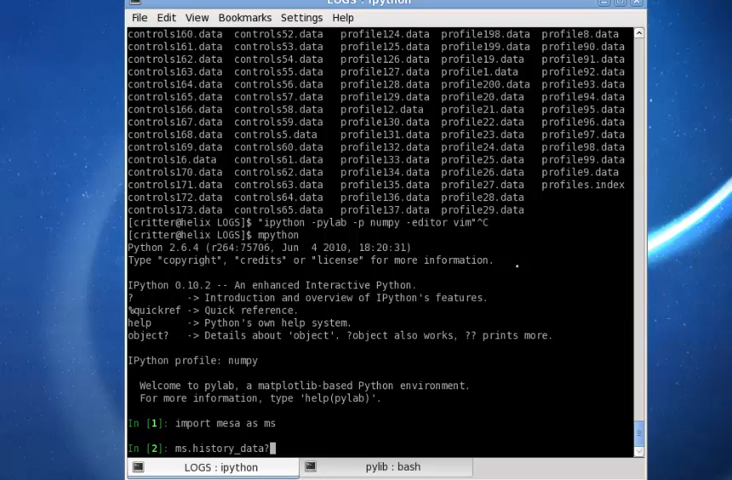 LOGS : ipython
File Edit View Bookmarks Settings Help
controls160.data controls52.data profile124.data profile198.data profile8.data
controls161.data controls53.data profile125.data profile199.data profile90.data
controls162.data controls54.data profile126.data profile19.data profile91.data
controls163.data controls55.data profile127.data profile1.data profile92.data
controls164.data controls56.data profile128.data profile200.data profile93.data
controls165.data controls57.data profile129.data profile20.data profile94.data
controls166.data controls58.data profile12.data profile21.data profile95.data
controls167.data controls59.data profile130.data profile22.data profile96.data
controls168.data controls5.data profile131.data profile23.data profile97.data
controls169.data controls60.data profile132.data profile24.data profile98.data
controls16.data controls61.data profile133.data profile25.data profile99.data
controls170.data controls62.data profile134.data profile26.data profile9.data
controls171.data controls63.data profile135.data profile27.data profiles.index
controls172.data controls64.data profile136.data profile28.data
controls173.data controls65.data profile137.data profile29.data
[critter@helix LOGS]$ "ipython -pylab -p numpy -editor vim"^C
[critter@helix LOGS]$ mpython
Python 2.6.4 (r264:75706, Jun 4 2010, 18:20:31)
Type "copyright", "credits" or "license" for more information.
IPython 0.10.2 -- An enhanced Interactive Python.
? -> Introduction and overview of IPython's features.
%quickref -> Quick reference.
help -> Python's own help system.
object? -> Details about 'object'. ?object also works, ?? prints more.
IPython profile: numpy
Welcome to pylab, a matplotlib-based Python environment.
For more information, type 'help(pylab)'.
In [1]: import mesa as ms
In [2]: ms.history_data?
LOGS : ipython pylib : bash